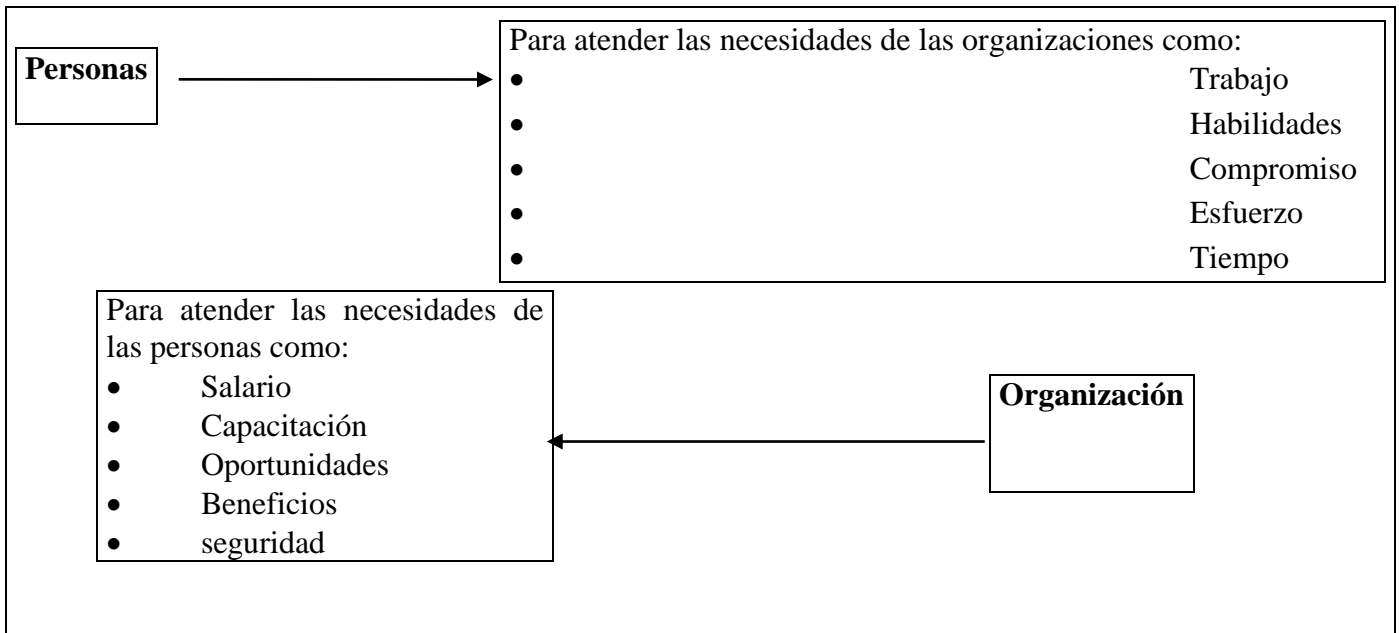 Personas
Para atender las necesidades de las organizaciones como:
• Trabajo
• Habilidades
• Compromiso
• Esfuerzo
• Tiempo
Para atender las necesidades de
las personas como:
• Salario
• Capacitación
• Oportunidades
• Beneficios
• seguridad
Organización